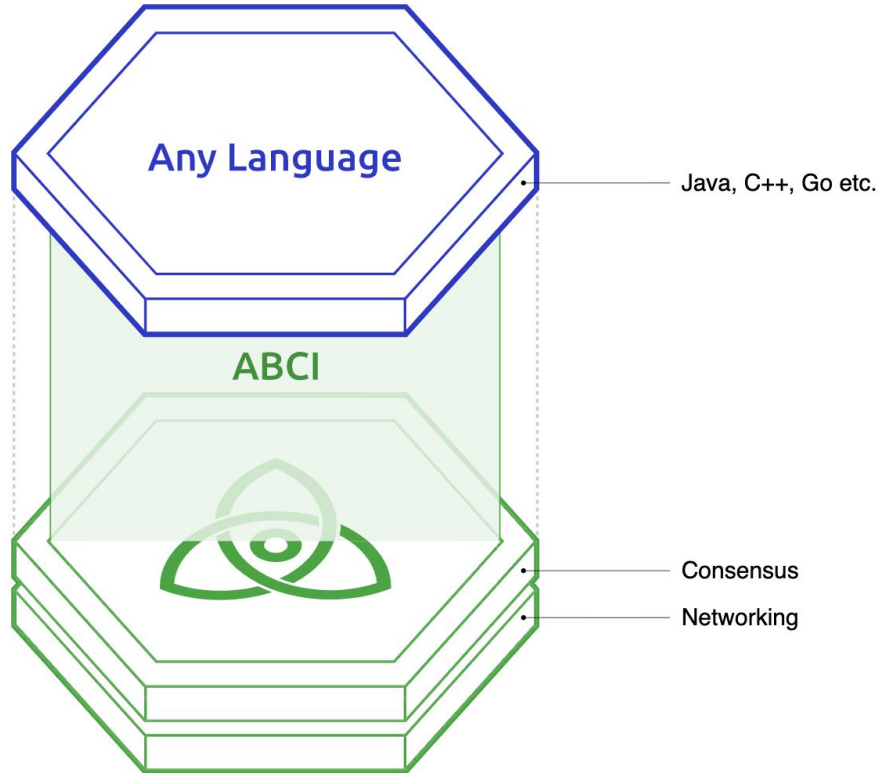 Any Language
Java, C++, Go etc.
ABCI
Consensus
Networking